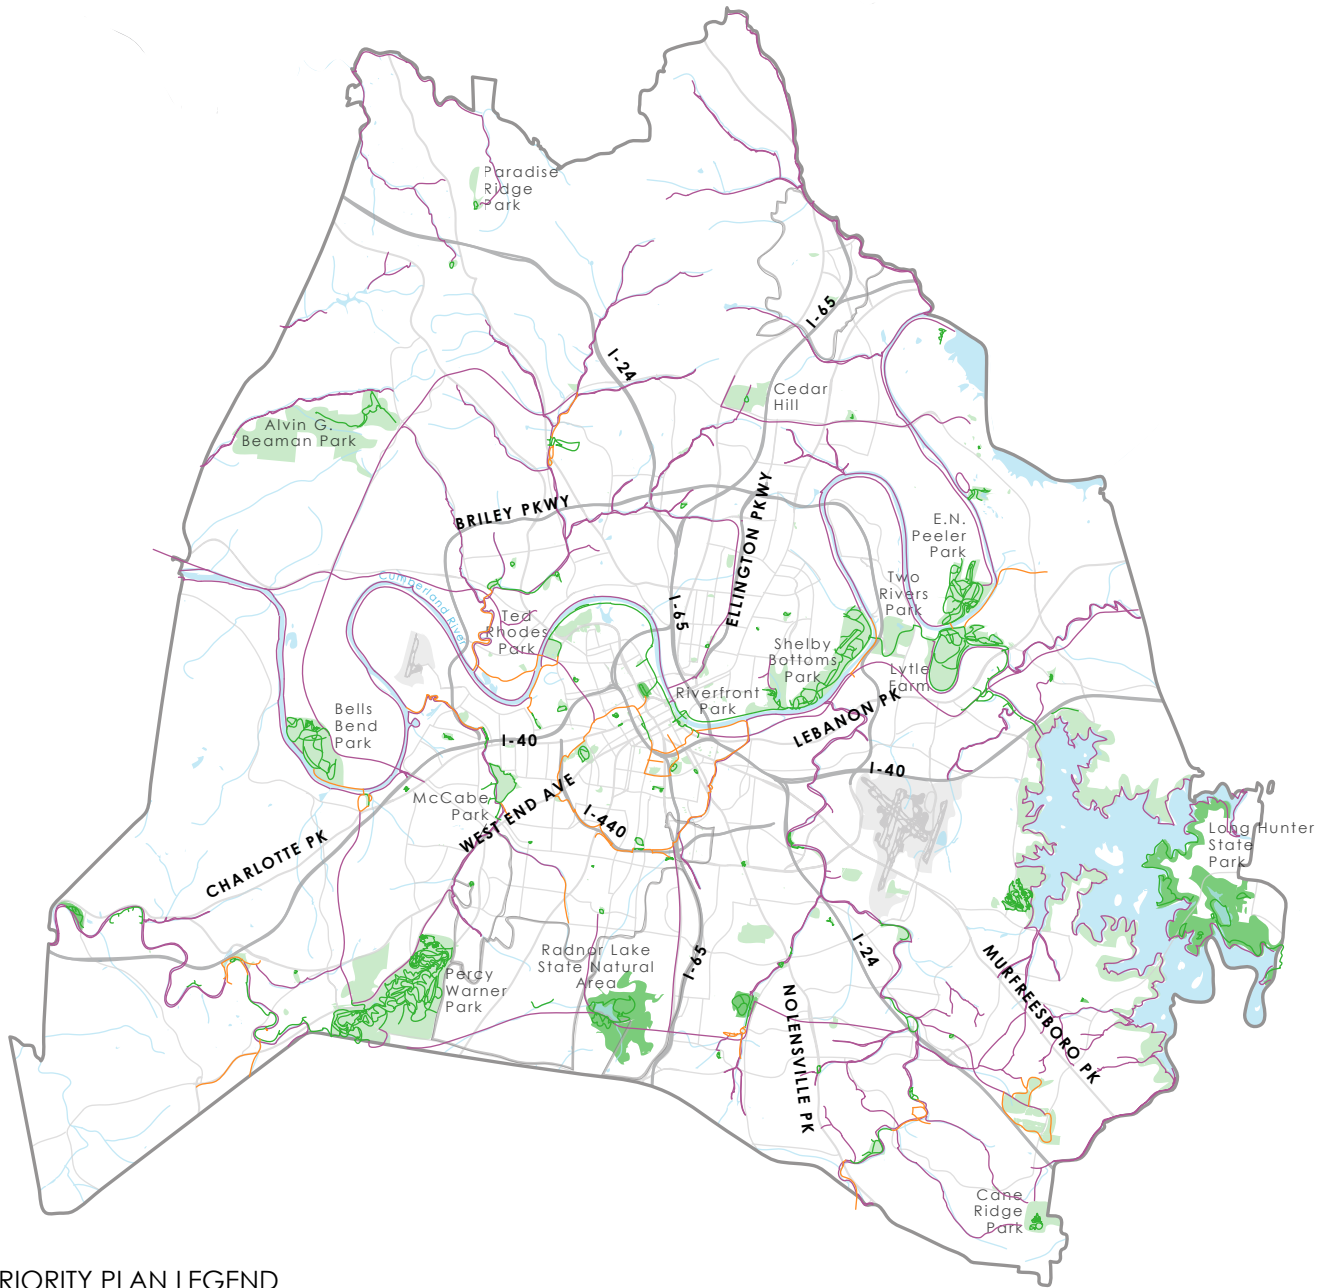 Paradise
Ridge
Park
I-65
I-24
Cedar
Hill
Alvin G.
Beaman Park
BRILEY PKWY
ELLINGTON PKWY
E.N.
Peeler
Park
Cumberland River
Two
Rivers
Park
Ted
Rhodes
Park
I-65
Shelby
Bottoms
Park
Lytle
Farm
Riverfront
Park
LEBANON PK
Bells
Bend
Park
I-40
I-40
McCabe
Park
WEST END AVE
I-440
CHARLOTTE PK
Long Hunter
State
Park
Radnor Lake
State Natural
Area
I-65
I-24
MURFREESBORO PK
Percy
Warner
Park
NOLENSVILLE PK
Cane
Ridge
Park
RIORITY PLAN LEGEND